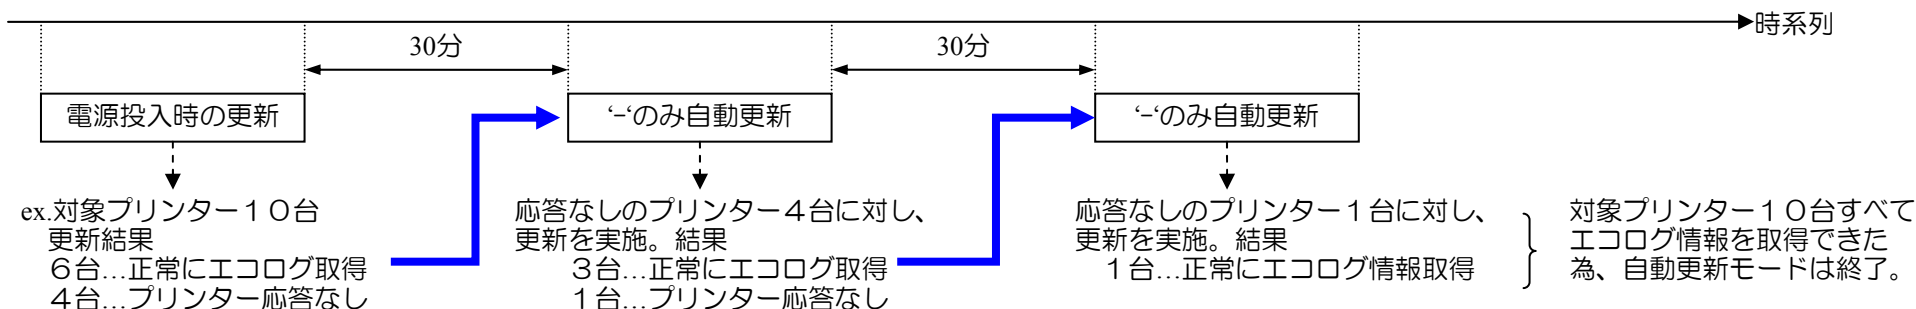 時系列
30分
30分
電源投入時の更新
‘-‘のみ自動更新
‘-‘のみ自動更新
ex.対象プリンター１０台
更新結果
６台…正常にエコログ取得
４台…プリンター応答なし
応答なしのプリンター４台に対し、
更新を実施。結果
３台…正常にエコログ取得
１台…プリンター応答なし
応答なしのプリンター１台に対し、
更新を実施。結果
１台…正常にエコログ情報取得
対象プリンター１０台すべて
エコログ情報を取得できた
為、自動更新モードは終了。